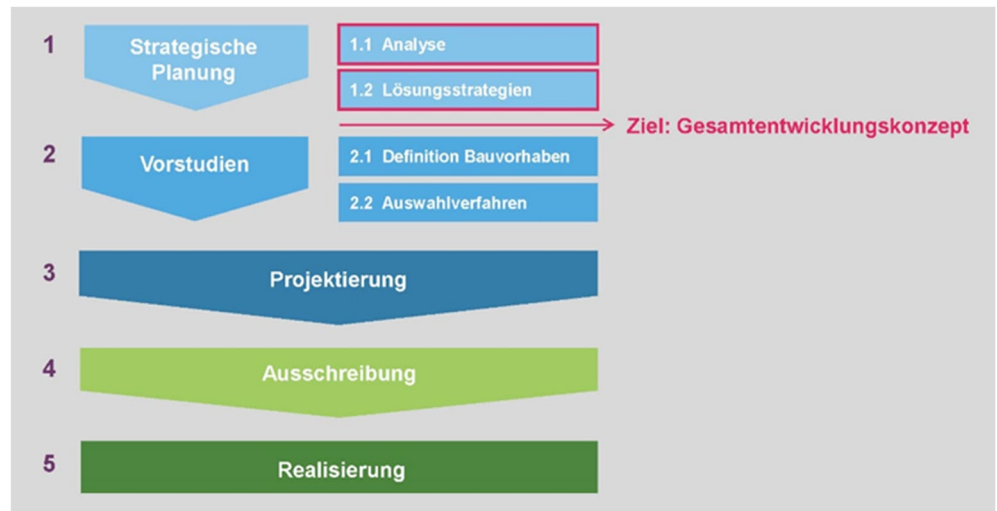 1
Strategische
Planung
1.1 Analyse
1.2 Lösungsstrategien
Ziel: Gesamtentwicklungskonzept
2
Vorstudien
2.1 Definition Bauvorhaben
2.2 Auswahlverfahren
3
Projektierung
4
Ausschreibung
5
Realisierung